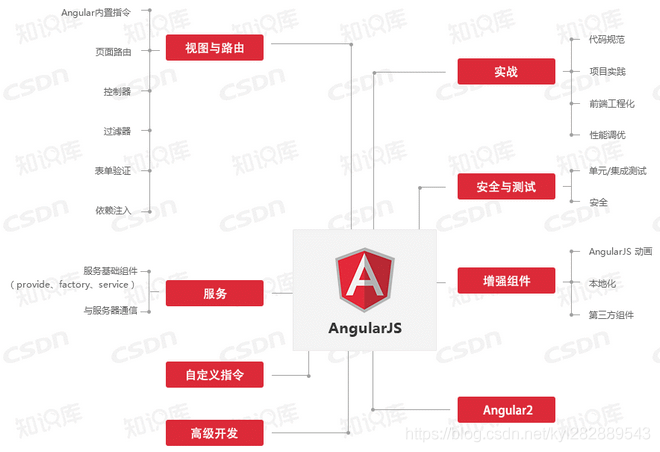 Angular内置指令
页面路由
控制器
过滤器
表单验证
依赖注入
视图与路由
服务基础组件
（provide、factory、service）
与服务器通信
服务
自定义指令
高级开发
AngularJS
实战
代码规范
项目实践
前端工程化
性能调优
安全与测试
单元/集成测试
安全
增强组件
AngularJS 动画
本地化
第三方组件
Angular2
CSDN
知识库
https://blog.csdn.net/kyl282889543